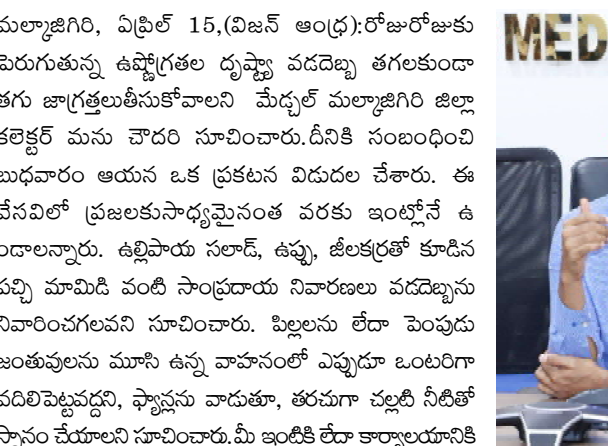 మల్కాజిగిరి, ఏప్రిల్ 15,(విజన్ ఆంధ్ర):రోజురోజుకు
పెరుగుతున్న ఉష్ణోగ్రతల దృష్ట్యా వడదెబ్బ తగలకుండా
తగు జాగ్రత్తలుతీసుకోవాలని మేడ్చల్ మల్కాజిగిరి జిల్లా
కలెక్టర్ మను చౌదరి సూచించారు.దీనికి సంబంధించి
బుధవారం ఆయన ఒక ప్రకటన విడుదల చేశారు. ఈ
వేసవిలో ప్రజలకుసాధ్యమైనంత వరకు ఇంట్లోనే ఉ
ండాలన్నారు. ఉల్లిపాయ సలాడ్, ఉప్పు, జీలకర్రతో కూడిన
పచ్చి మామిడి వంటి సాంప్రదాయ నివారణలు వడదెబ్బను
నివారించగలవని సూచించారు. పిల్లలను లేదా పెంపుడు
జంతువులను మూసి ఉన్న వాహనంలో ఎప్పుడూ ఒంటరిగా
వదిలిపెట్టవద్దని, ఫ్యాన్లను వాడుతూ, తరచుగా చల్లటి నీటితో
స్నానం చేయాలని సూచించారు.మీ ఇంటికి లేదా కార్యాలయానికి
MED